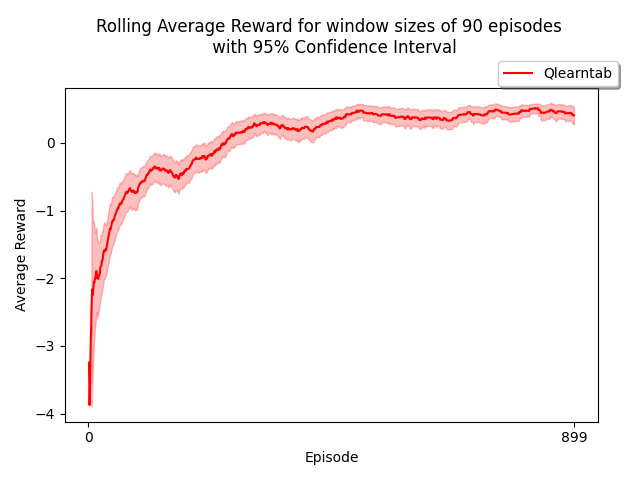 Rolling Average Reward for window sizes of 90 episodes
with 95% Confidence Interval
Qlearntab
Average Reward
0
−1
−2
−3
−4
0
899
Episode